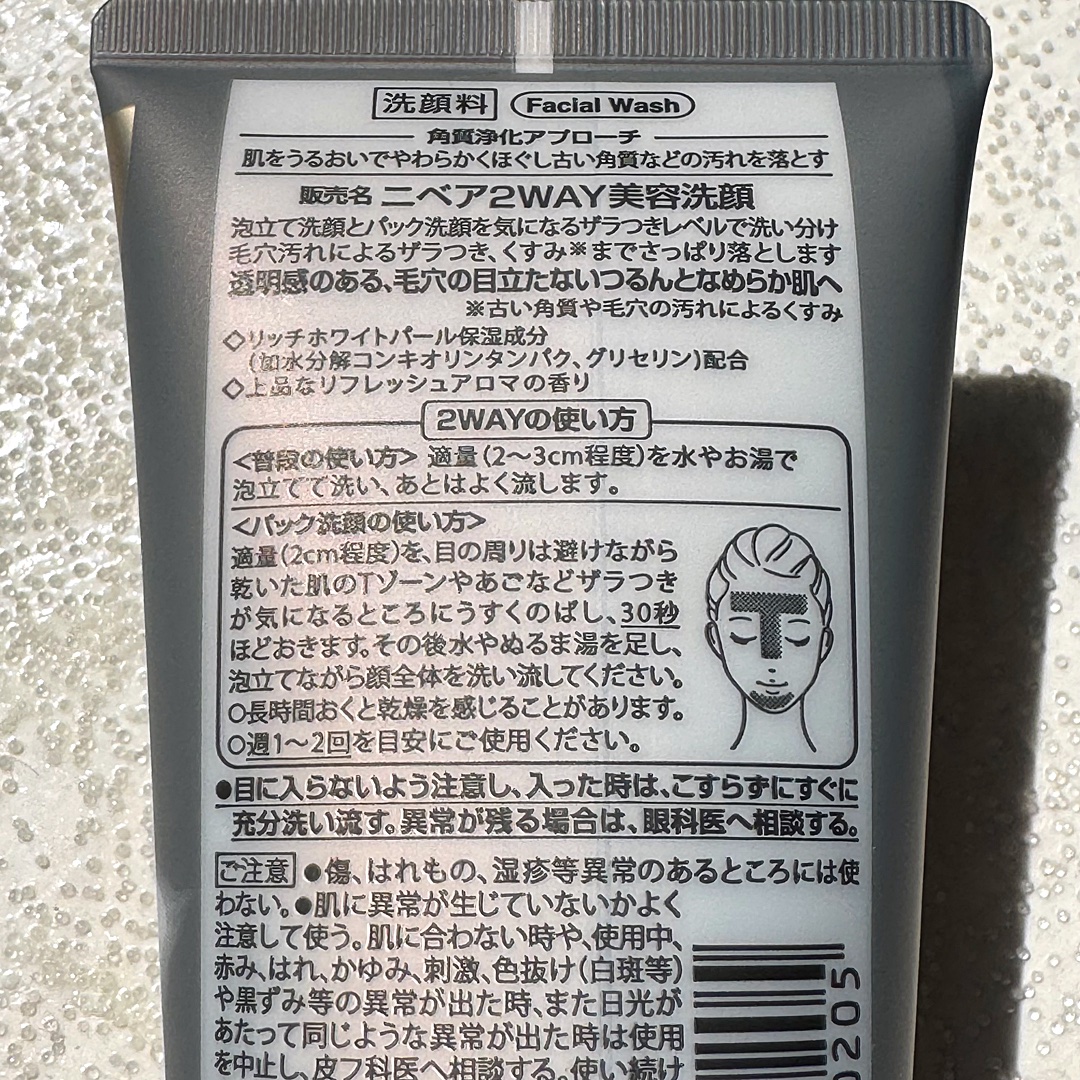 洗顔料 Facial Wash
角質浄化アプローチ
肌をうるおいでやわらかくほぐし古い角質などの汚れを落とす
販売名 ニベア2WAY美容洗顔
泡立て洗顔とパック洗顔を気になるザラつきレベルで洗い分け
毛穴汚れによるザラつき、くすみ※までさっぱり落とします
透明感のある、毛穴の目立たないつるんとなめらか肌へ
※古い角質や毛穴の汚れによるくすみ
◇リッチホワイトパール保湿成分
(加水分解コンキオリンタンパク、グリセリン)配合
◇上品なリフレッシュアロマの香り
2WAYの使い方
<普段の使い方> 適量(2〜3cm程度)を水やお湯で
泡立てて洗い、あとはよく流します。
<パック洗顔の使い方>
適量(2cm程度)を、目の周りは避けながら
乾いた肌のTゾーンやあごなどザラつき
が気になるところにうすくのばし、30秒
ほどおきます。その後水やぬるま湯を足し、
泡立てながら顔全体を洗い流してください。
○長時間おくと乾燥を感じることがあります。
○週1〜2回を目安にご使用ください。
●目に入らないよう注意し、入った時は、こすらずにすぐに
充分洗い流す。異常が残る場合は、眼科医へ相談する。
ご注意 ●傷、はれもの、湿疹等異常のあるところには使
わない。●肌に異常が生じていないかよく
注意して使う。肌に合わない時や、使用中、
赤み、はれ、かゆみ、刺激、色抜け(白斑等)
や黒ずみ等の異常が出た時、また日光が
あたって同じような異常が出た時は使用
を中止し、皮フ科医へ相談する。使い続け
0205